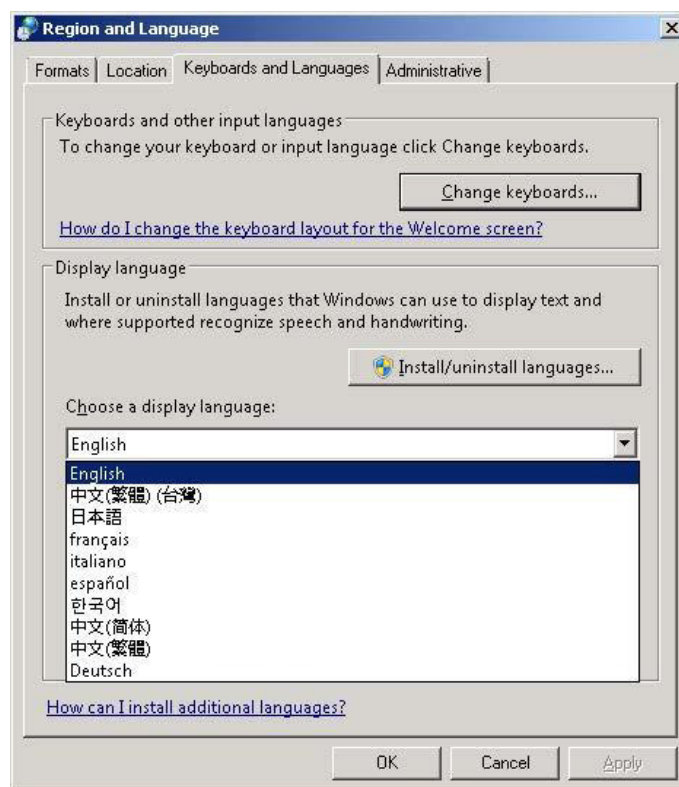 Region and Language
Formats Location Keyboards and Languages Administrative
Keyboards and other input languages
To change your keyboard or input language click Change keyboards.
Change keyboards...
How do I change the keyboard layout for the Welcome screen?
Display language
Install or uninstall languages that Windows can use to display text and
where supported recognize speech and handwriting.
Install/uninstall languages...
Choose a display language:
English
English
中文(繁體) (台灣)
日本語
français
italiano
español
한국어
中文(简体)
中文(繁體)
Deutsch
How can I install additional languages?
OK Cancel Apply